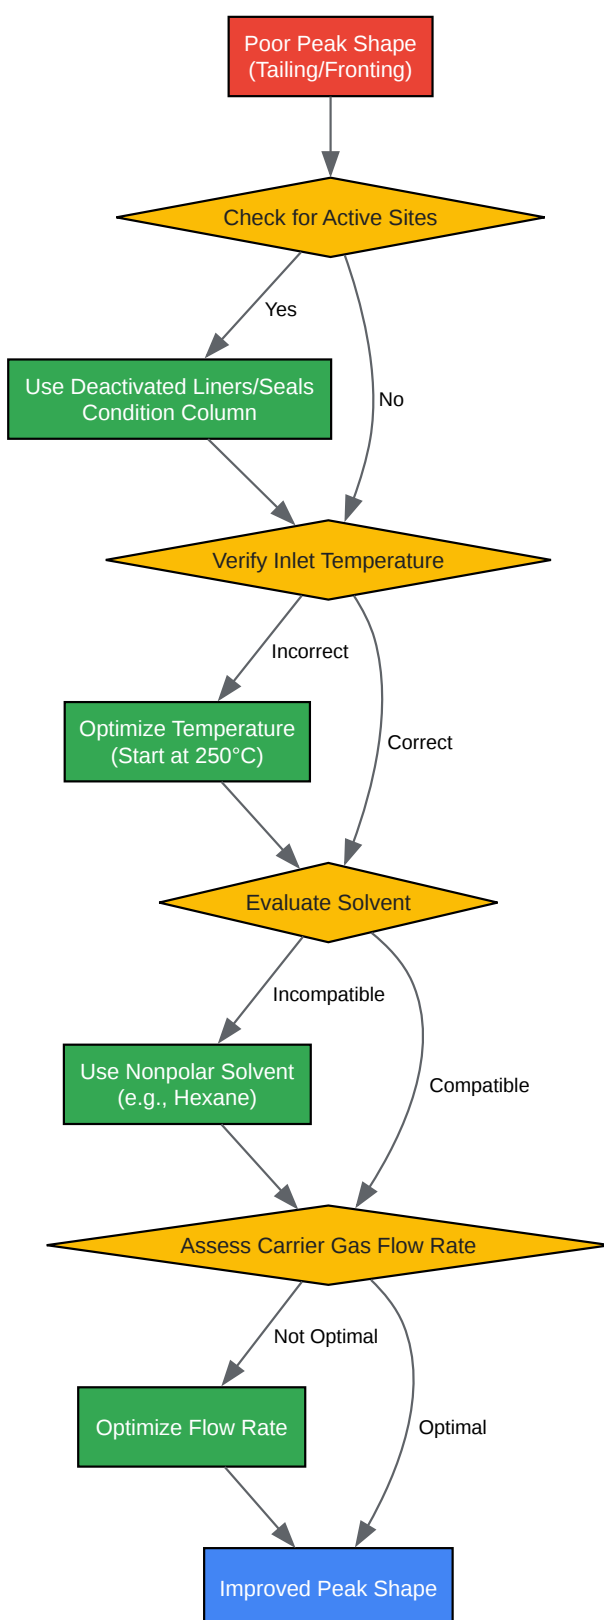 Poor Peak Shape
(Tailing/Fronting)
Check for Active Sites
Yes
Use Deactivated Liners/Seals
Condition Column
No
Verify Inlet Temperature
Incorrect
Optimize Temperature
(Start at 250°C)
Correct
Evaluate Solvent
Incompatible
Use Nonpolar Solvent
(e.g., Hexane)
Compatible
Assess Carrier Gas Flow Rate
Not Optimal
Optimize Flow Rate
Optimal
Improved Peak Shape